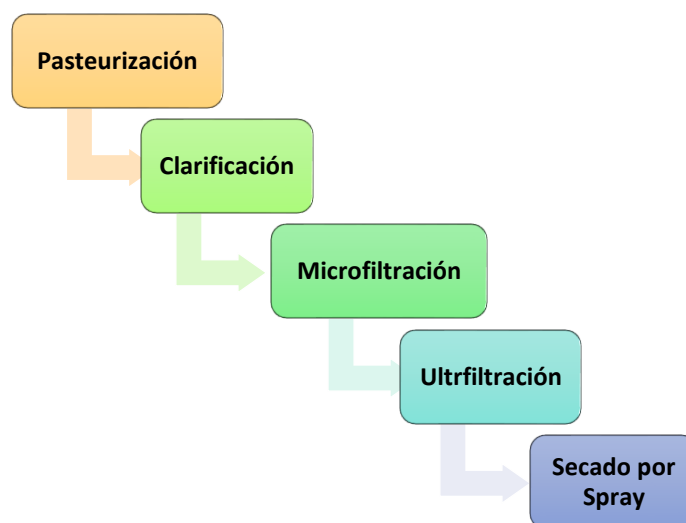 Pasteurización
Clarificación
Microfiltración
Ultrfiltración
Secado por
Spray